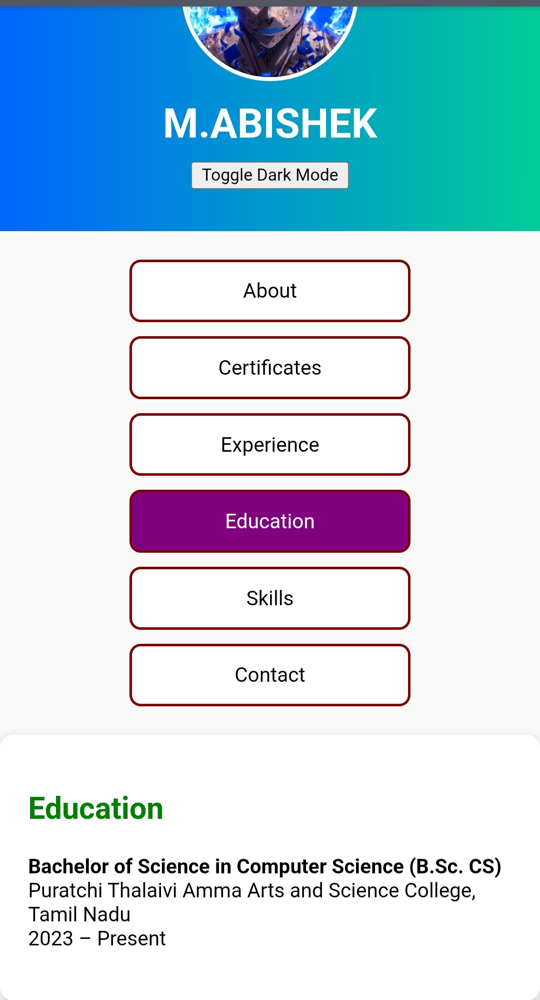 M.ABISHEK
Toggle Dark Mode
About
Certificates
Experience
Education
Skills
Contact
Education
Bachelor of Science in Computer Science (B.Sc. CS)
Puratchi Thalaivi Amma Arts and Science College,
Tamil Nadu
2023 – Present